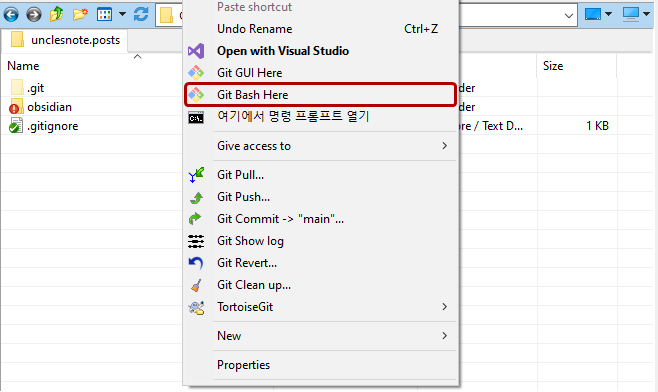 Paste shortcut
Undo Rename Ctrl+Z
unclesnote.posts
Open with Visual Studio
Name Size
Git GUI Here
.git der
Git Bash Here
obsidian der
여기에서 명령 프롬프트 열기
.gitignore re / Text D... 1 KB
Give access to
Git Pull...
Git Push...
Git Commit -> "main"...
Git Show log
Git Revert...
Git Clean up...
TortoiseGit
New
Properties